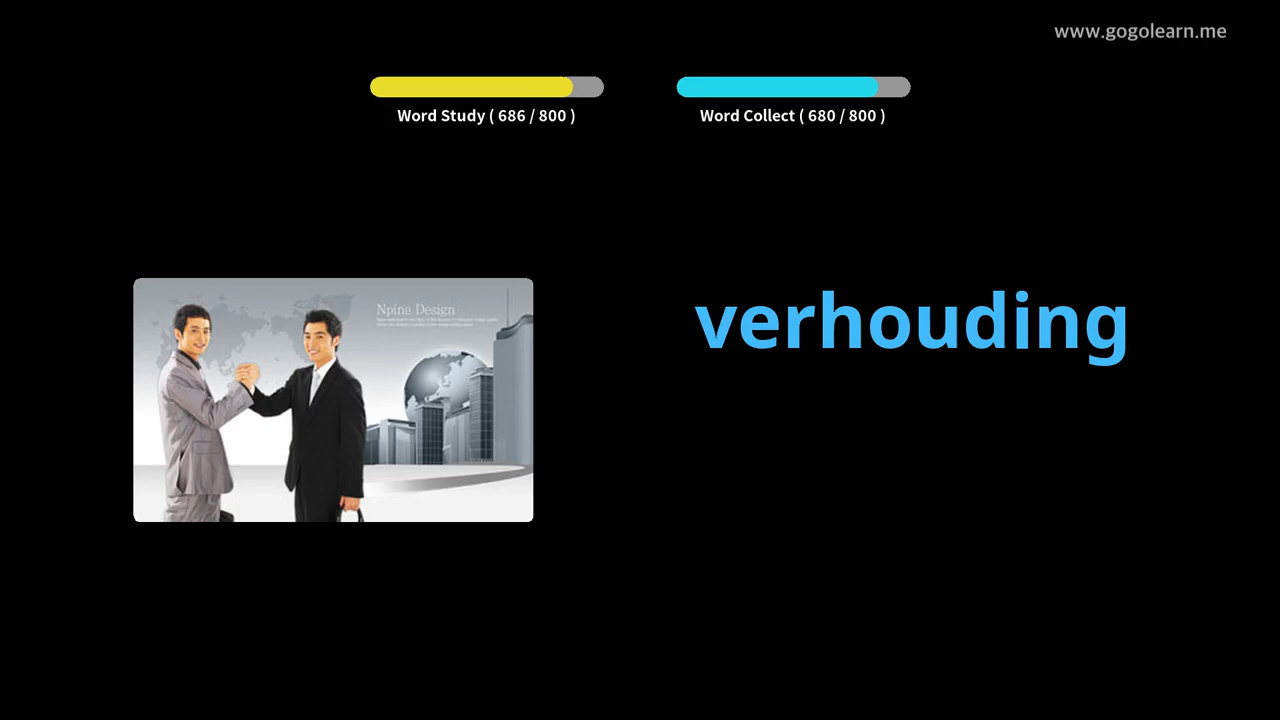 www.gogolearn.me
Word Study ( 686 / 800 )
Word Collect ( 680 / 800 )
Npine Design
verhouding